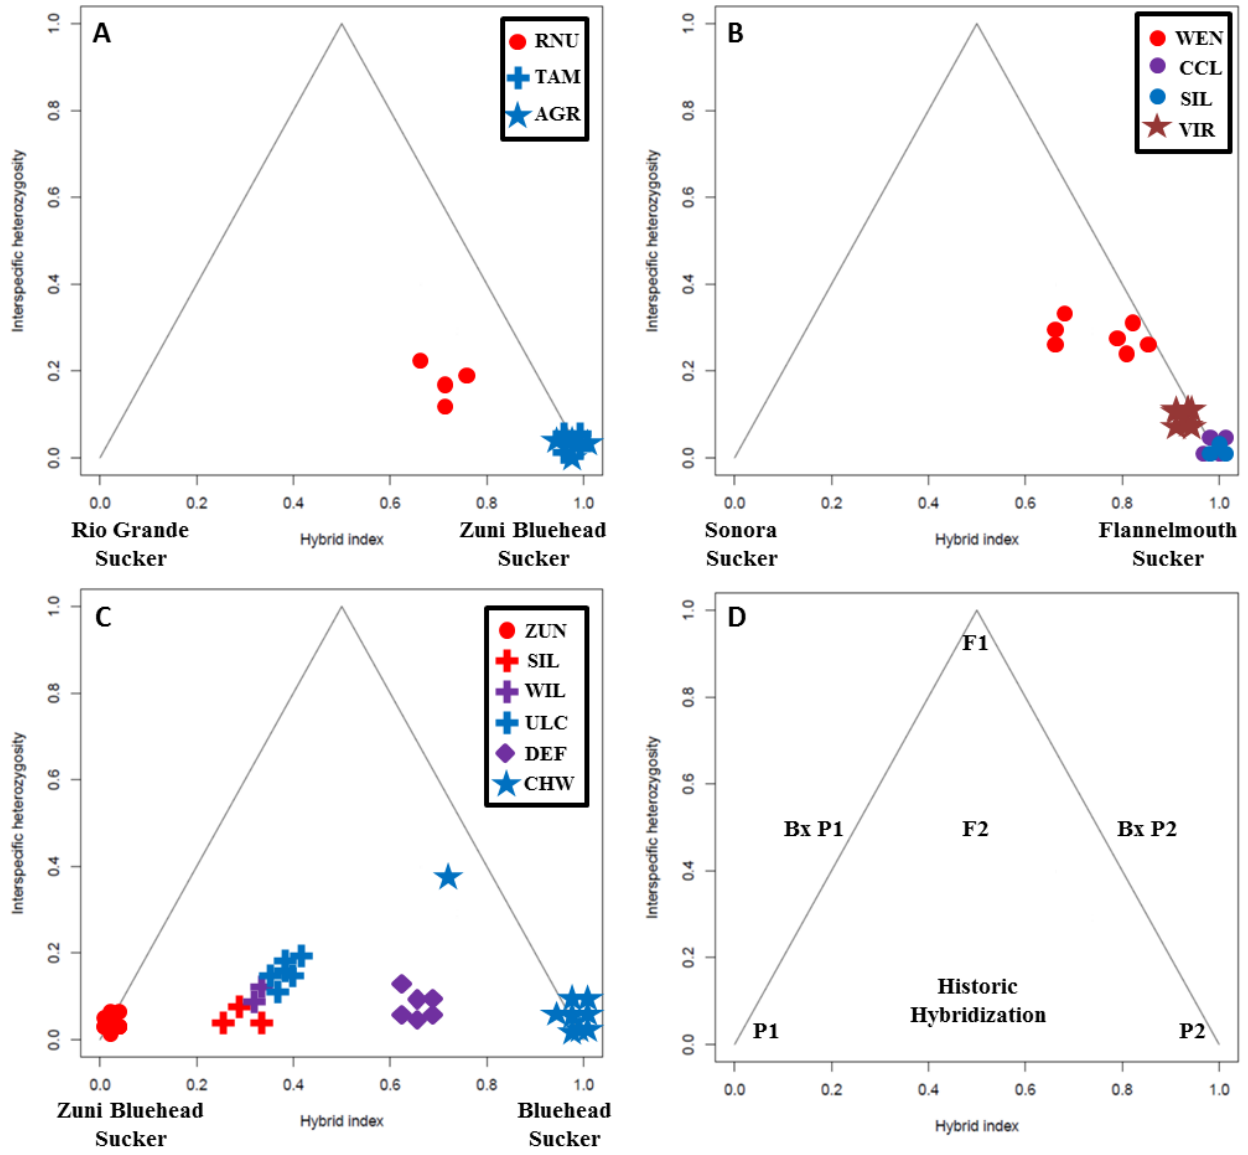 A
RNU
TAM
AGR
Interspecific heterozygosity
1.0
0.8
0.6
0.4
0.2
0.0
0.0 0.2 0.4 0.6 0.8 1.0
Rio Grande
Sucker
Hybrid index
Zuni Bluehead
Sucker
B
WEN
CCL
SIL
VIR
Interspecific heterozygosity
1.0
0.8
0.6
0.4
0.2
0.0
0.0 0.2 0.4 0.6 0.8 1.0
Sonora
Sucker
Hybrid index
Flannelmouth
Sucker
C
ZUN
SIL
WIL
ULC
DEF
CHW
Interspecific heterozygosity
1.0
0.8
0.6
0.4
0.2
0.0
0.0 0.2 0.4 0.6 0.8 1.0
Zuni Bluehead
Sucker
Hybrid index
Bluehead
Sucker
D
F1
Bx P1
F2
Bx P2
Historic
Hybridization
P1
P2
Interspecific heterozygosity
1.0
0.8
0.6
0.4
0.2
0.0
0.0 0.2 0.4 0.6 0.8 1.0
Hybrid index